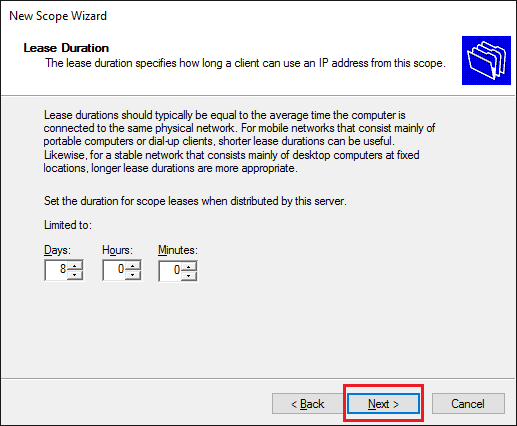 New Scope Wizard
Lease Duration
The lease duration specifies how long a client can use an IP address from this scope.
Lease durations should typically be equal to the average time the computer is
connected to the same physical network. For mobile networks that consist mainly of
portable computers or dial-up clients, shorter lease durations can be useful.
Likewise, for a stable network that consists mainly of desktop computers at fixed
locations, longer lease durations are more appropriate.
Set the duration for scope leases when distributed by this server.
Limited to:
Days: Hours: Minutes:
8 0 0
< Back Next > Cancel